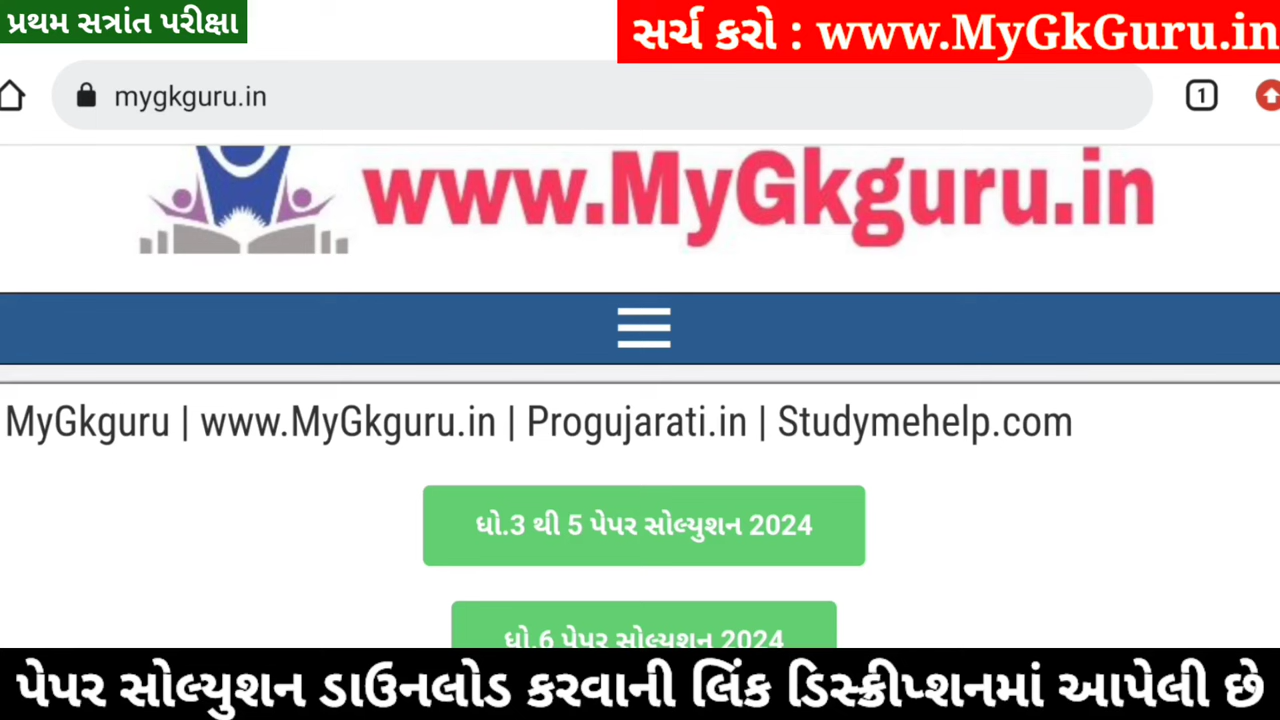 પ્રથમ સત્રાંત પરીક્ષા
સર્ચ કરો : www.MyGkGuru.in
mygkguru.in
1
www.MyGkguru.in
MyGkguru | www.MyGkguru.in | Progujarati.in | Studymehelp.com
ધો.3 થી 5 પેપર સોલ્યુશન 2024
ધો.6 પેપર સોલ્યુશન 2024
પેપર સોલ્યુશન ડાઉનલોડ કરવાની લિંક ડિસ્ક્રીપ્શનમાં આપેલી છે